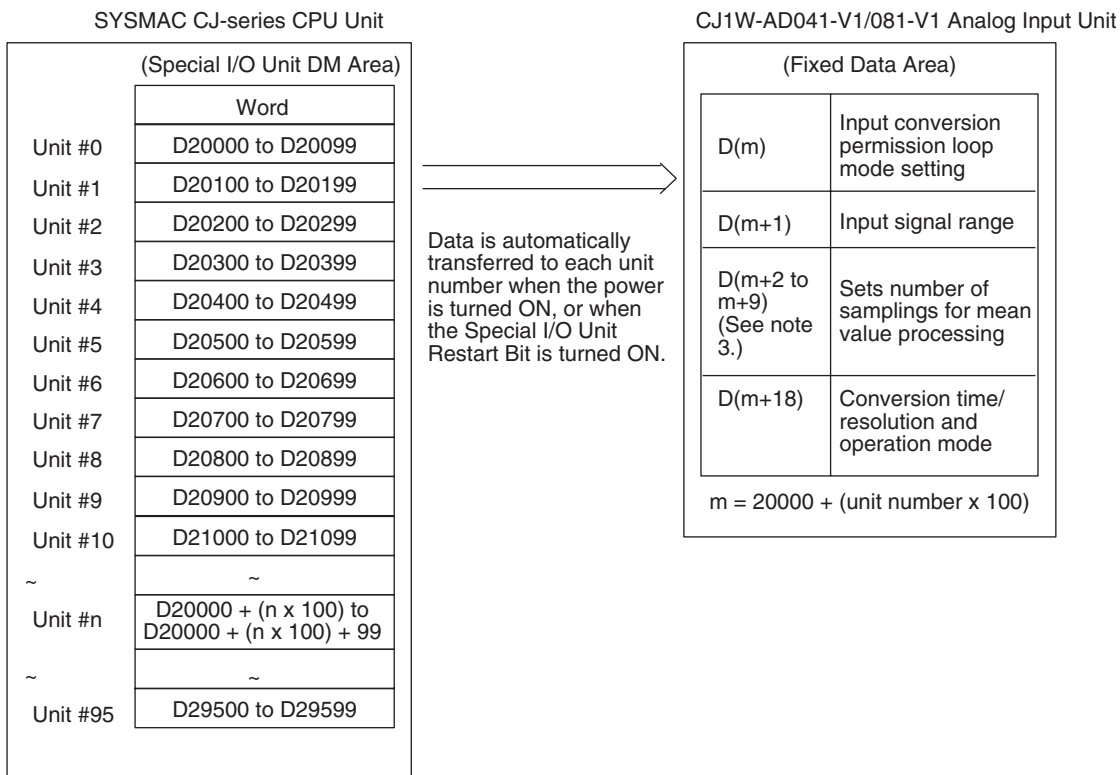 SYSMAC CJ-series CPU Unit
(Special I/O Unit DM Area)
Word
Unit #0 D20000 to D20099
Unit #1 D20100 to D20199
Unit #2 D20200 to D20299
Unit #3 D20300 to D20399
Unit #4 D20400 to D20499
Unit #5 D20500 to D20599
Unit #6 D20600 to D20699
Unit #7 D20700 to D20799
Unit #8 D20800 to D20899
Unit #9 D20900 to D20999
Unit #10 D21000 to D21099
~ ~
Unit #n D20000 + (n x 100) to
D20000 + (n x 100) + 99
~ ~
Unit #95 D29500 to D29599
Data is automatically
transferred to each unit
number when the power
is turned ON, or when
the Special I/O Unit
Restart Bit is turned ON.
CJ1W-AD041-V1/081-V1 Analog Input Unit
(Fixed Data Area)
D(m)
Input conversion
permission loop
mode setting
D(m+1)
Input signal range
D(m+2 to
m+9)
(See note
3.)
Sets number of
samplings for mean
value processing
D(m+18)
Conversion time/
resolution and
operation mode
m = 20000 + (unit number x 100)